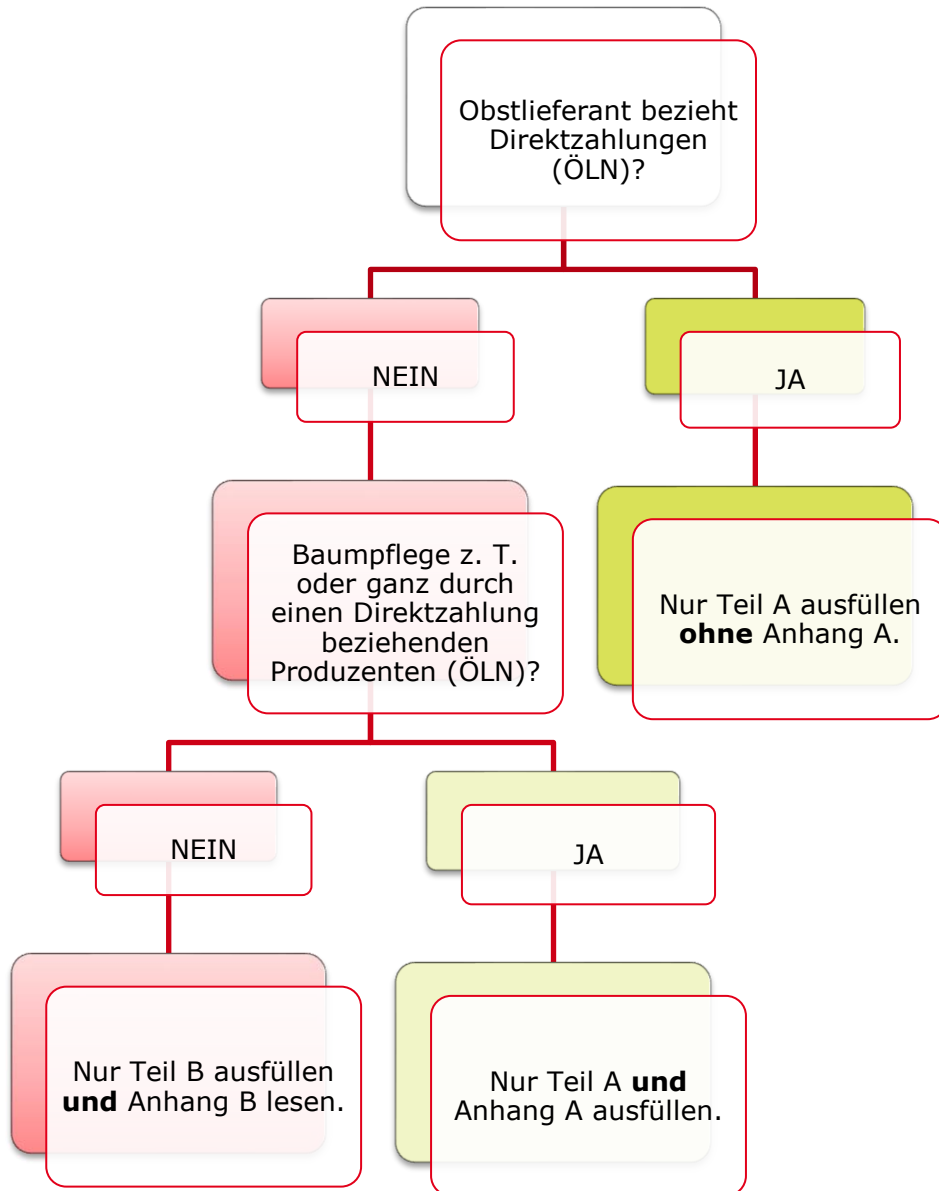 Obstlieferant bezieht
Direktzahlungen
(ÖLN)?
NEIN
JA
Baumpflege z. T.
oder ganz durch
einen Direktzahlung
beziehenden
Produzenten (ÖLN)?
Nur Teil A ausfüllen
ohne Anhang A.
NEIN
JA
Nur Teil B ausfüllen
und Anhang B lesen.
Nur Teil A und
Anhang A ausfüllen.